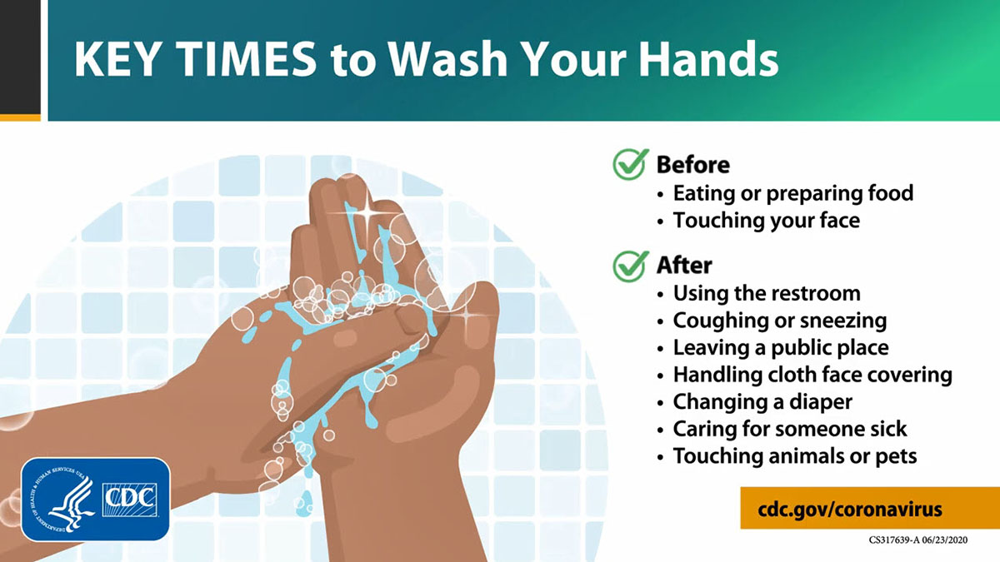 KEY TIMES to Wash Your Hands
Before
• Eating or preparing food
• Touching your face
After
• Using the restroom
• Coughing or sneezing
• Leaving a public place
• Handling cloth face covering
• Changing a diaper
• Caring for someone sick
• Touching animals or pets
DEPARTMENT OF HEALTH & HUMAN SERVICES USA
CDC
cdc.gov/coronavirus
CS317639-A 06/23/2020